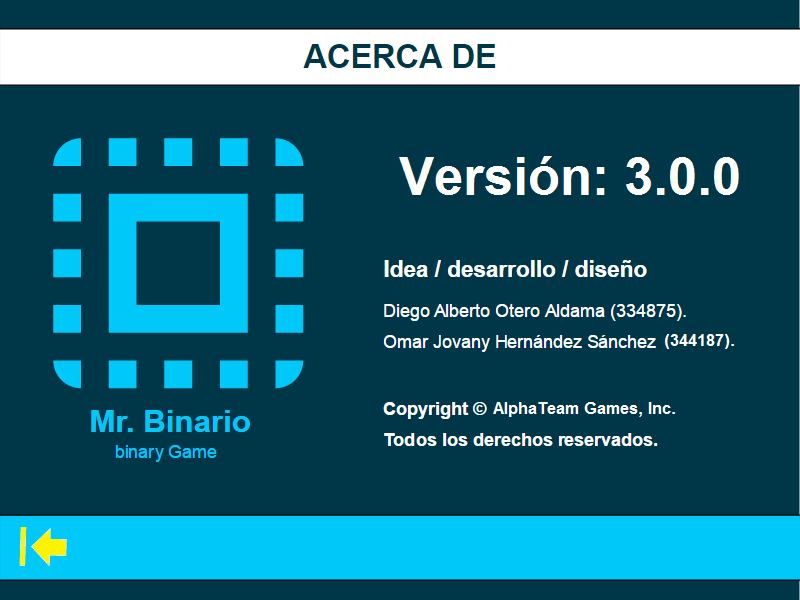 ACERCA DE
Versión: 3.0.0
Idea / desarrollo / diseño
Diego Alberto Otero Aldama (334875).
Omar Jovany Hernández Sánchez (344187).
Mr. Binario
binary Game
Copyright © AlphaTeam Games, Inc.
Todos los derechos reservados.